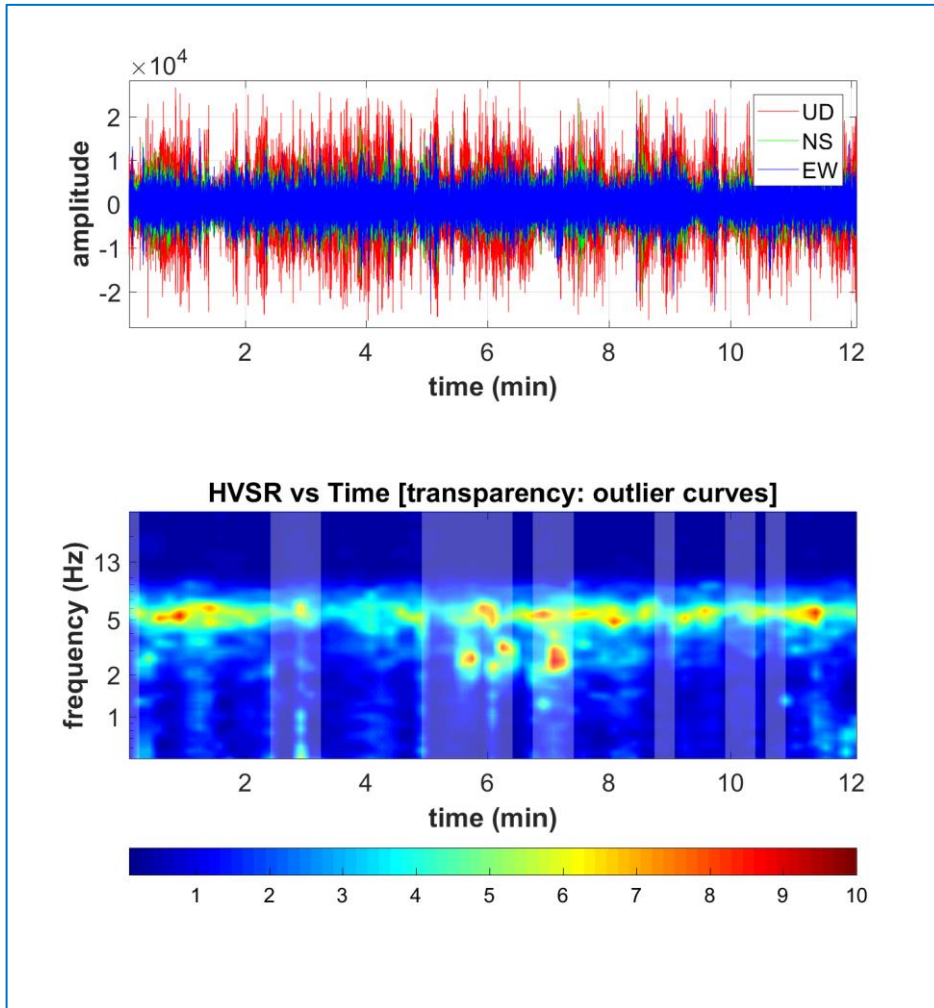 ×10⁴
2
1
0
-1
-2
amplitude
UD
NS
EW
2 4 6 8 10 12
time (min)
HVSR vs Time [transparency: outlier curves]
13
5
2
1
frequency (Hz)
2 4 6 8 10 12
time (min)
1 2 3 4 5 6 7 8 9 10